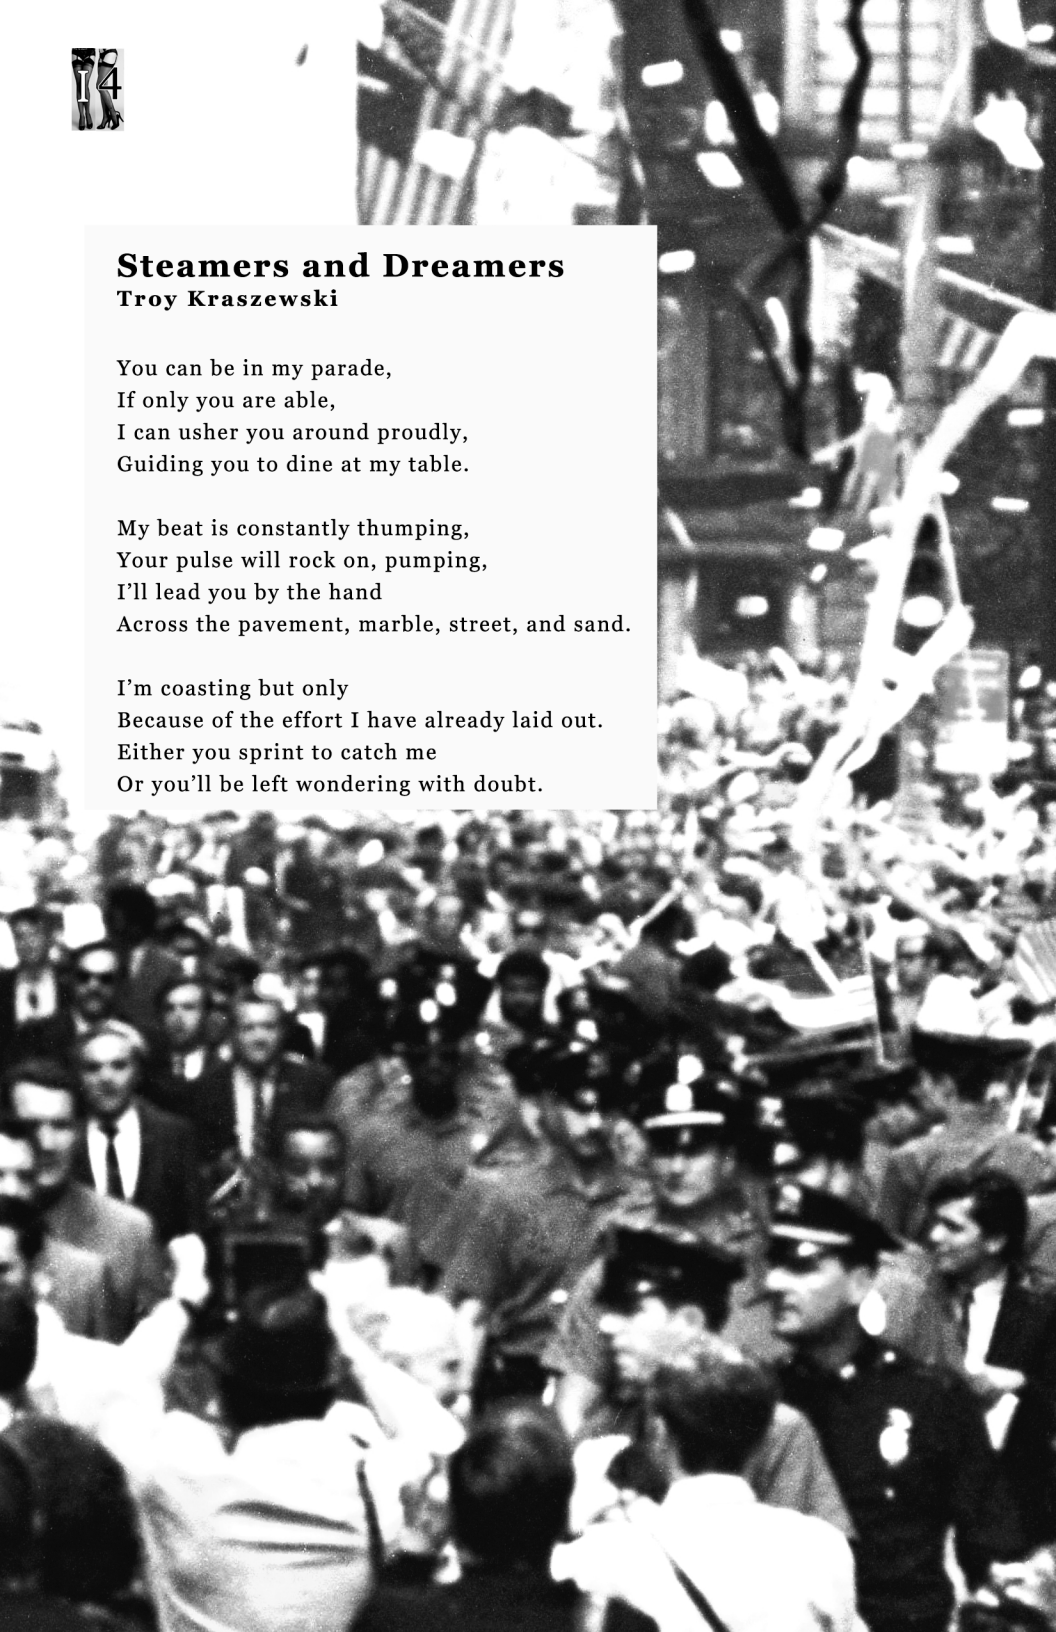 14
Steamers and Dreamers
Troy Kraszewski
You can be in my parade,
If only you are able,
I can usher you around proudly,
Guiding you to dine at my table.
My beat is constantly thumping,
Your pulse will rock on, pumping,
I’ll lead you by the hand
Across the pavement, marble, street, and sand.
I’m coasting but only
Because of the effort I have already laid out.
Either you sprint to catch me
Or you’ll be left wondering with doubt.